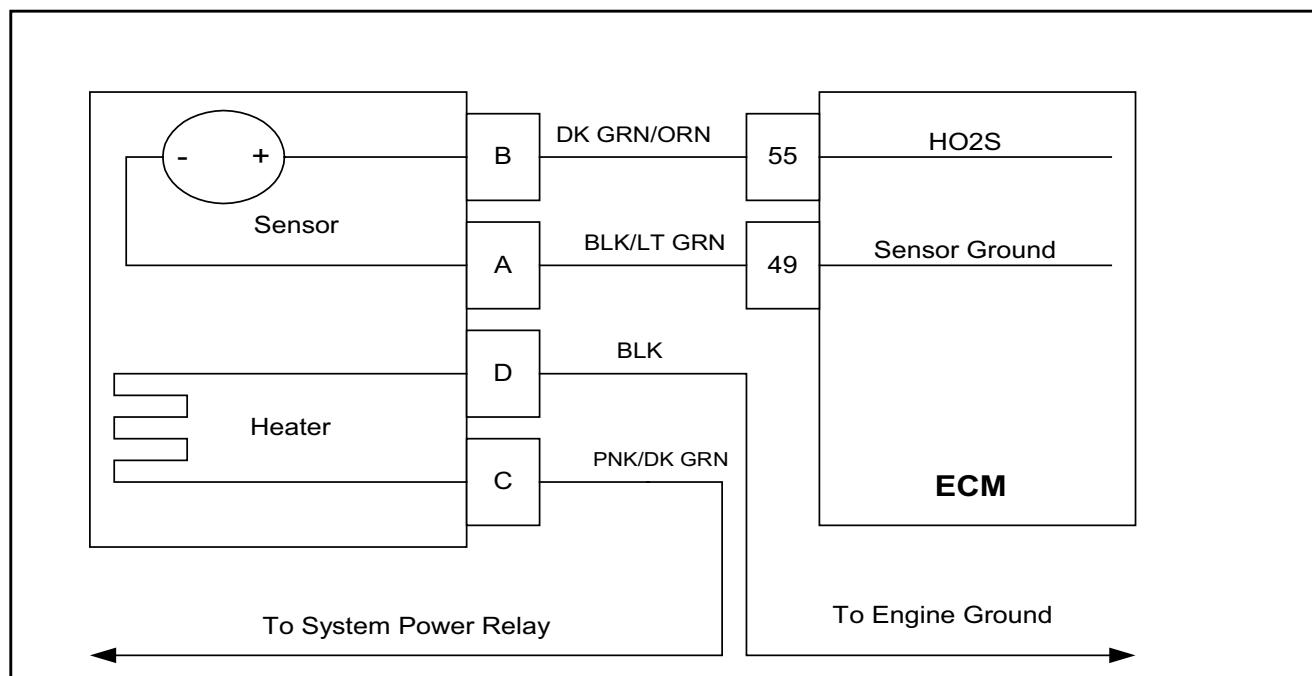 B
DK GRN/ORN
55
HO2S
- +
Sensor
A
BLK/LT GRN
49
Sensor Ground
D
BLK
Heater
C
PNK/DK GRN
ECM
To System Power Relay
To Engine Ground